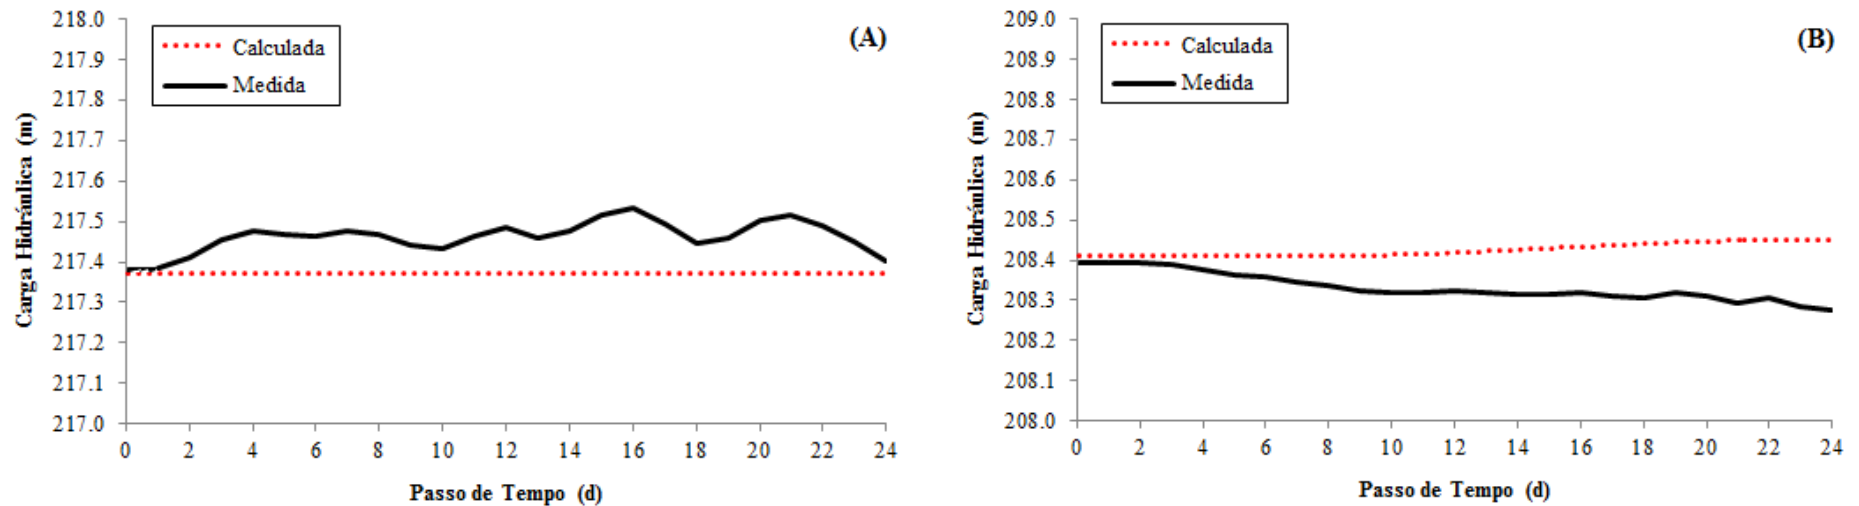 218.0
217.9
217.8
217.7
217.6
217.5
217.4
217.3
217.2
217.1
217.0
Carga Hidráulica (m)
Calculada
Medida
(A)
0 2 4 6 8 10 12 14 16 18 20 22 24
Passo de Tempo (d)
209.0
208.9
208.8
208.7
208.6
208.5
208.4
208.3
208.2
208.1
208.0
Carga Hidráulica (m)
Calculada
Medida
(B)
0 2 4 6 8 10 12 14 16 18 20 22 24
Passo de Tempo (d)